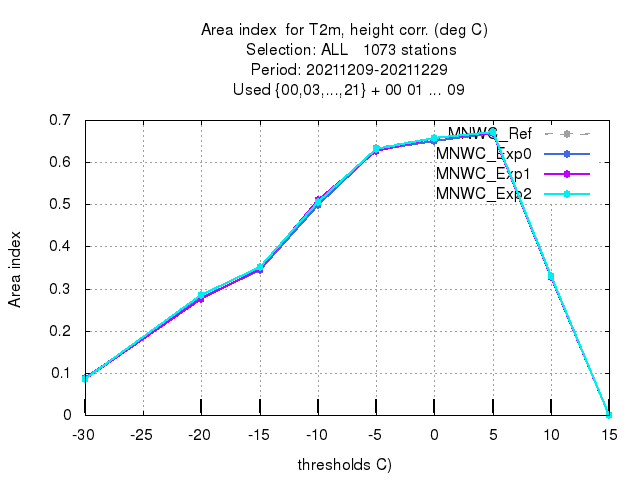 Area index  for T2m, height corr. (deg C)
Selection: ALL   1073 stations
Period: 20211209-20211229
Used {00,03,...,21} + 00 01 ... 09
0.7
0.6
0.5
0.4
0.3
0.2
0.1
0
Area index
MNWC_Ref
MNWC_Exp0
MNWC_Exp1
MNWC_Exp2
-30 -25 -20 -15 -10 -5 0 5 10 15
thresholds C)